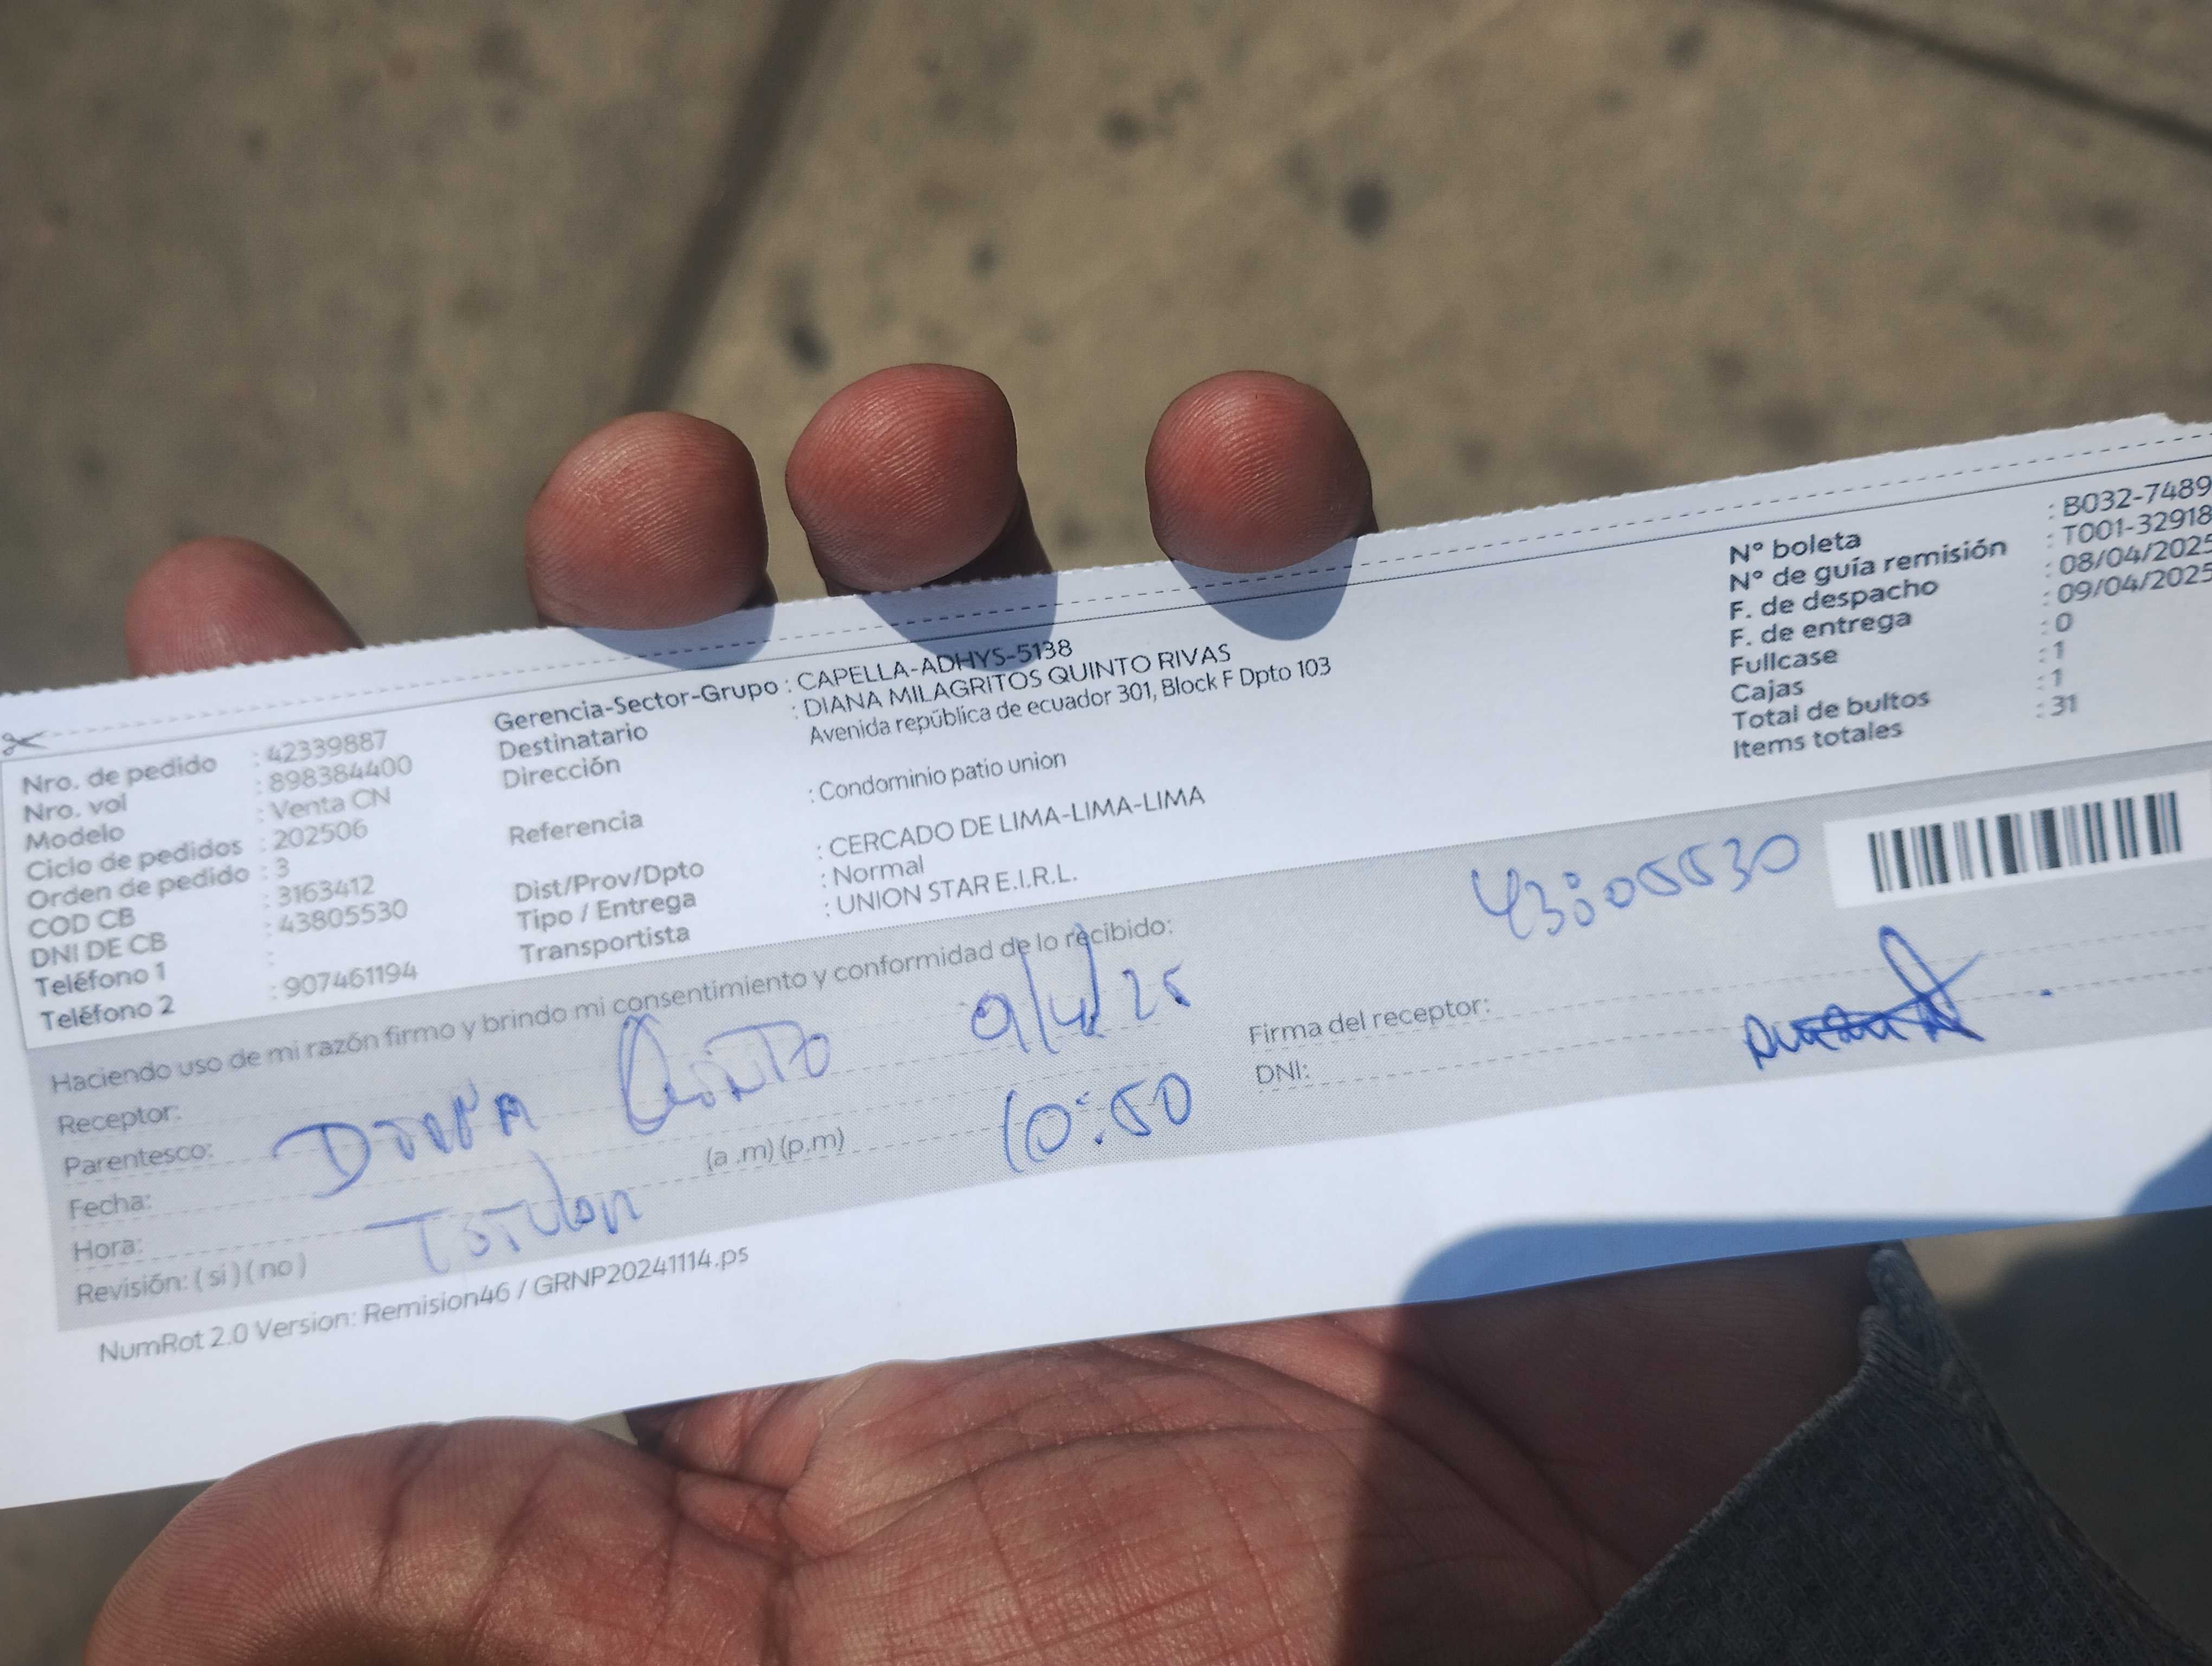 Nro. de pedido : 42339887
Nro. vol : 898384400
Modelo : Venta CN
Ciclo de pedidos : 202506
Orden de pedido : 3
COD CB : 3163412
DNI DE CB : 43805530
Teléfono 1 :
Teléfono 2 : 907461194
Gerencia-Sector-Grupo : CAPELLA-ADHYS-5138
Destinatario : DIANA MILAGRITOS QUINTO RIVAS
Dirección Avenida república de ecuador 301, Block F Dpto 103
Referencia : Condominio patio union
Dist/Prov/Dpto : CERCADO DE LIMA-LIMA-LIMA
Tipo / Entrega : Normal
Transportista : UNION STAR E.I.R.L.
N° boleta : B032-7489
N° de guía remisión : T001-32918
F. de despacho : 08/04/2025
F. de entrega : 09/04/2025
Fullcase : 0
Cajas : 1
Total de bultos : 1
Items totales : 31
Haciendo uso de mi razón firmo y brindo mi consentimiento y conformidad de lo recibido:
Receptor: Quinto 9/4/25
Parentesco:
Fecha: (a .m) (p.m) 10:50
Hora:
Revisión: ( si ) ( no )
43805530
Firma del receptor:
DNI:
NumRot 2.0 Version: Remision46 / GRNP20241114.ps